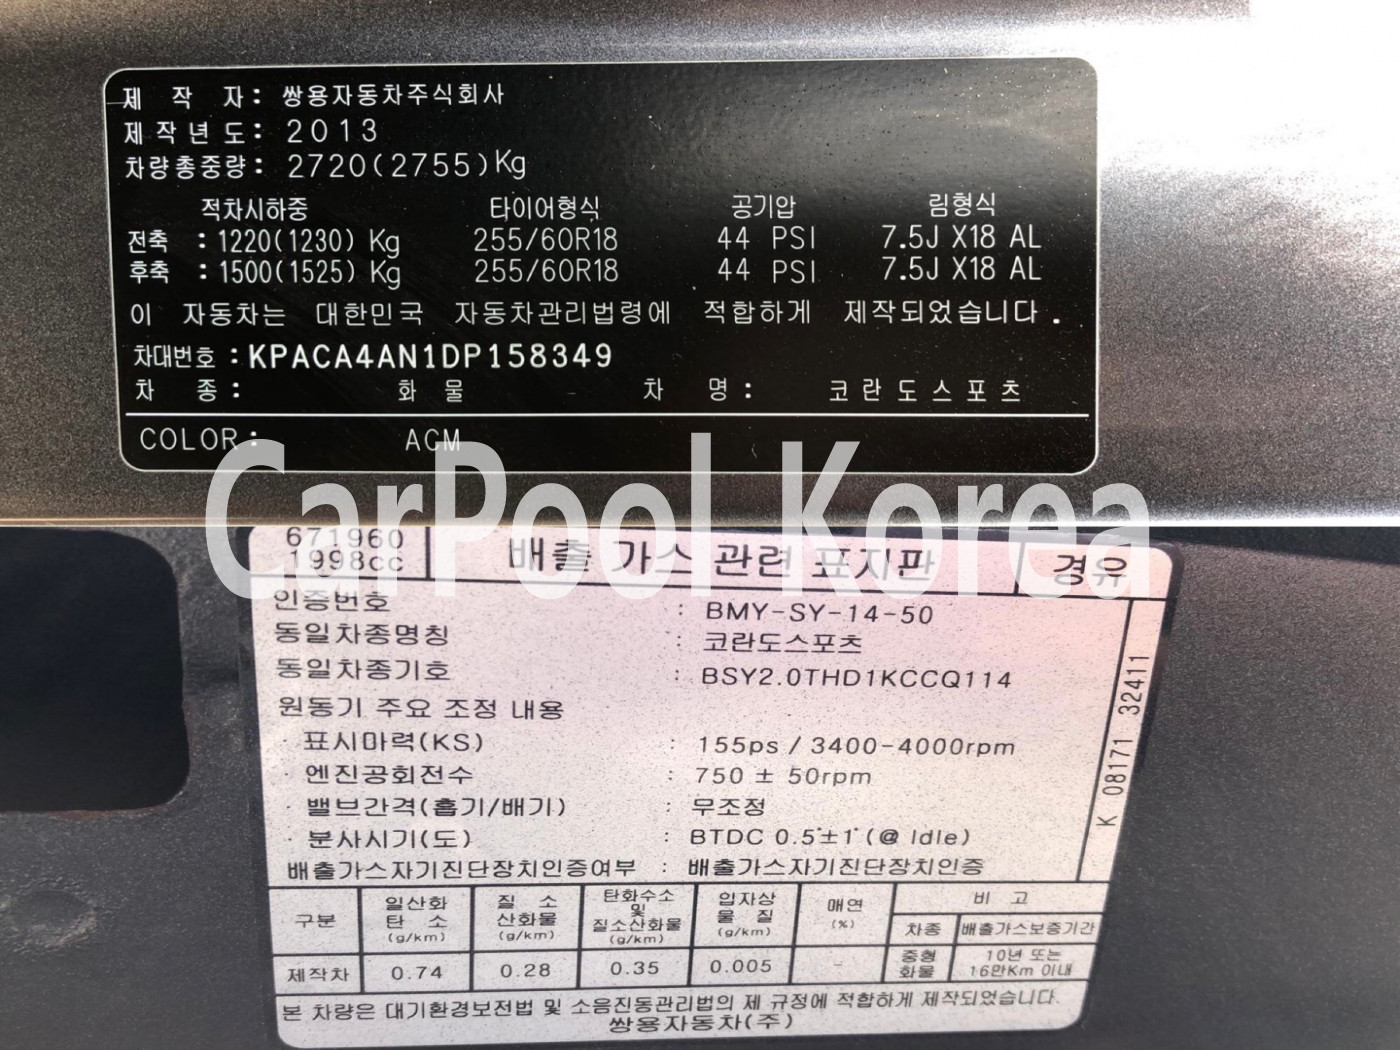 제 작 자 : 쌍용자동차주식회사
제작년도 : 2013
차량총중량 : 2720(2755)Kg
적차시하중 타이어형식 공기압 림형식
전축 : 1220(1230) Kg 255/60R18 44 PSI 7.5J X18 AL
후축 : 1500(1525) Kg 255/60R18 44 PSI 7.5J X18 AL
이 자동차는 대한민국 자동차관리법령에 적합하게 제작되었습니다.
차대번호 : KPACA4AN1DP158349
차 종 : 화 물 차 명 : 코란도스포츠
COLOR : ACM
CarPool Korea
671960
1998cc
배출 가스 관련 표지판
경유
인증번호 : BMY-SY-14-50
동일차종명칭 : 코란도스포츠
동일차종기호 : BSY2.0THD1KCCQ114
원동기 주요 조정 내용
· 표시마력(KS) : 155ps / 3400-4000rpm
· 엔진공회전수 : 750 ± 50rpm
· 밸브간격(흡기/배기) : 무조정
· 분사시기(도) : BTDC 0.5°±1° (@ Idle)
배출가스자기진단장치인증여부 : 배출가스자기진단장치인증
K 08171 32411
구분 일산화탄소 (g/km) 질소산화물 (g/km) 탄화수소 및 질소산화물 (g/km) 입자상물질 (g/km) 매연 (%) 비고
차종 배출가스보증기간
제작차 0.74 0.28 0.35 0.005 - 중형화물 10년 또는 16만Km 이내
본 차량은 대기환경보전법 및 소음진동관리법의 제 규정에 적합하게 제작되었습니다.
쌍용자동차(주)